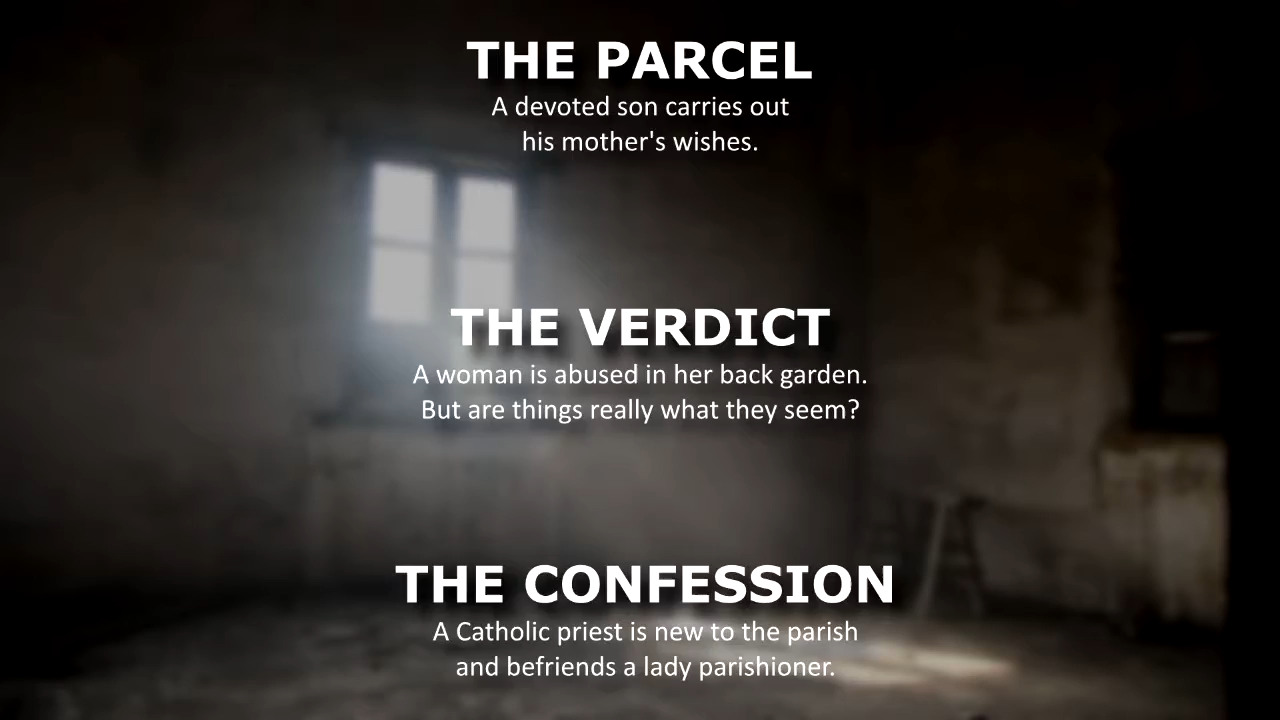 THE PARCEL
A devoted son carries out
his mother's wishes.
THE VERDICT
A woman is abused in her back garden.
But are things really what they seem?
THE CONFESSION
A Catholic priest is new to the parish
and befriends a lady parishioner.